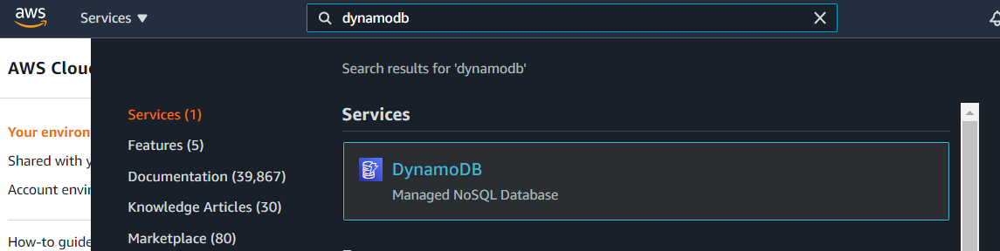 aws
Services
dynamodb
AWS Cloud
Search results for 'dynamodb'
Services (1)
Services
Your environ
Features (5)
DynamoDB
Shared with y
Documentation (39,867)
Managed NoSQL Database
Account envir
Knowledge Articles (30)
Marketplace (80)
How-to guide